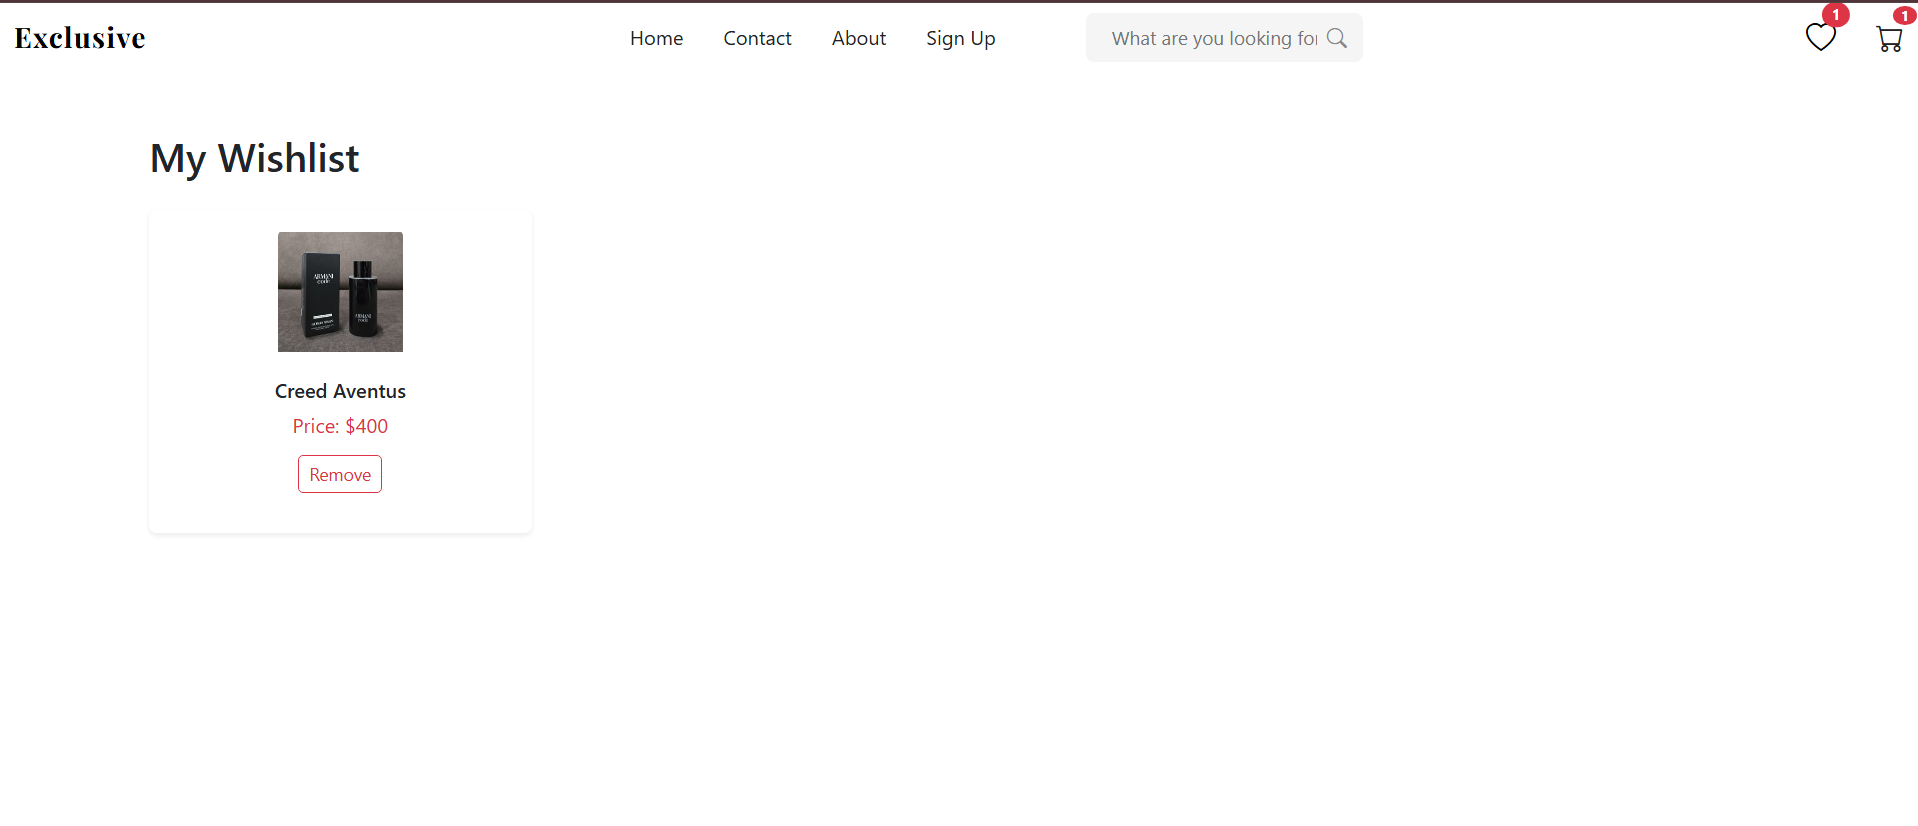 Exclusive
Home Contact About Sign Up
What are you looking for
1
1
My Wishlist
ARMANI
code
ARMANI
code
Creed Aventus
Price: $400
Remove